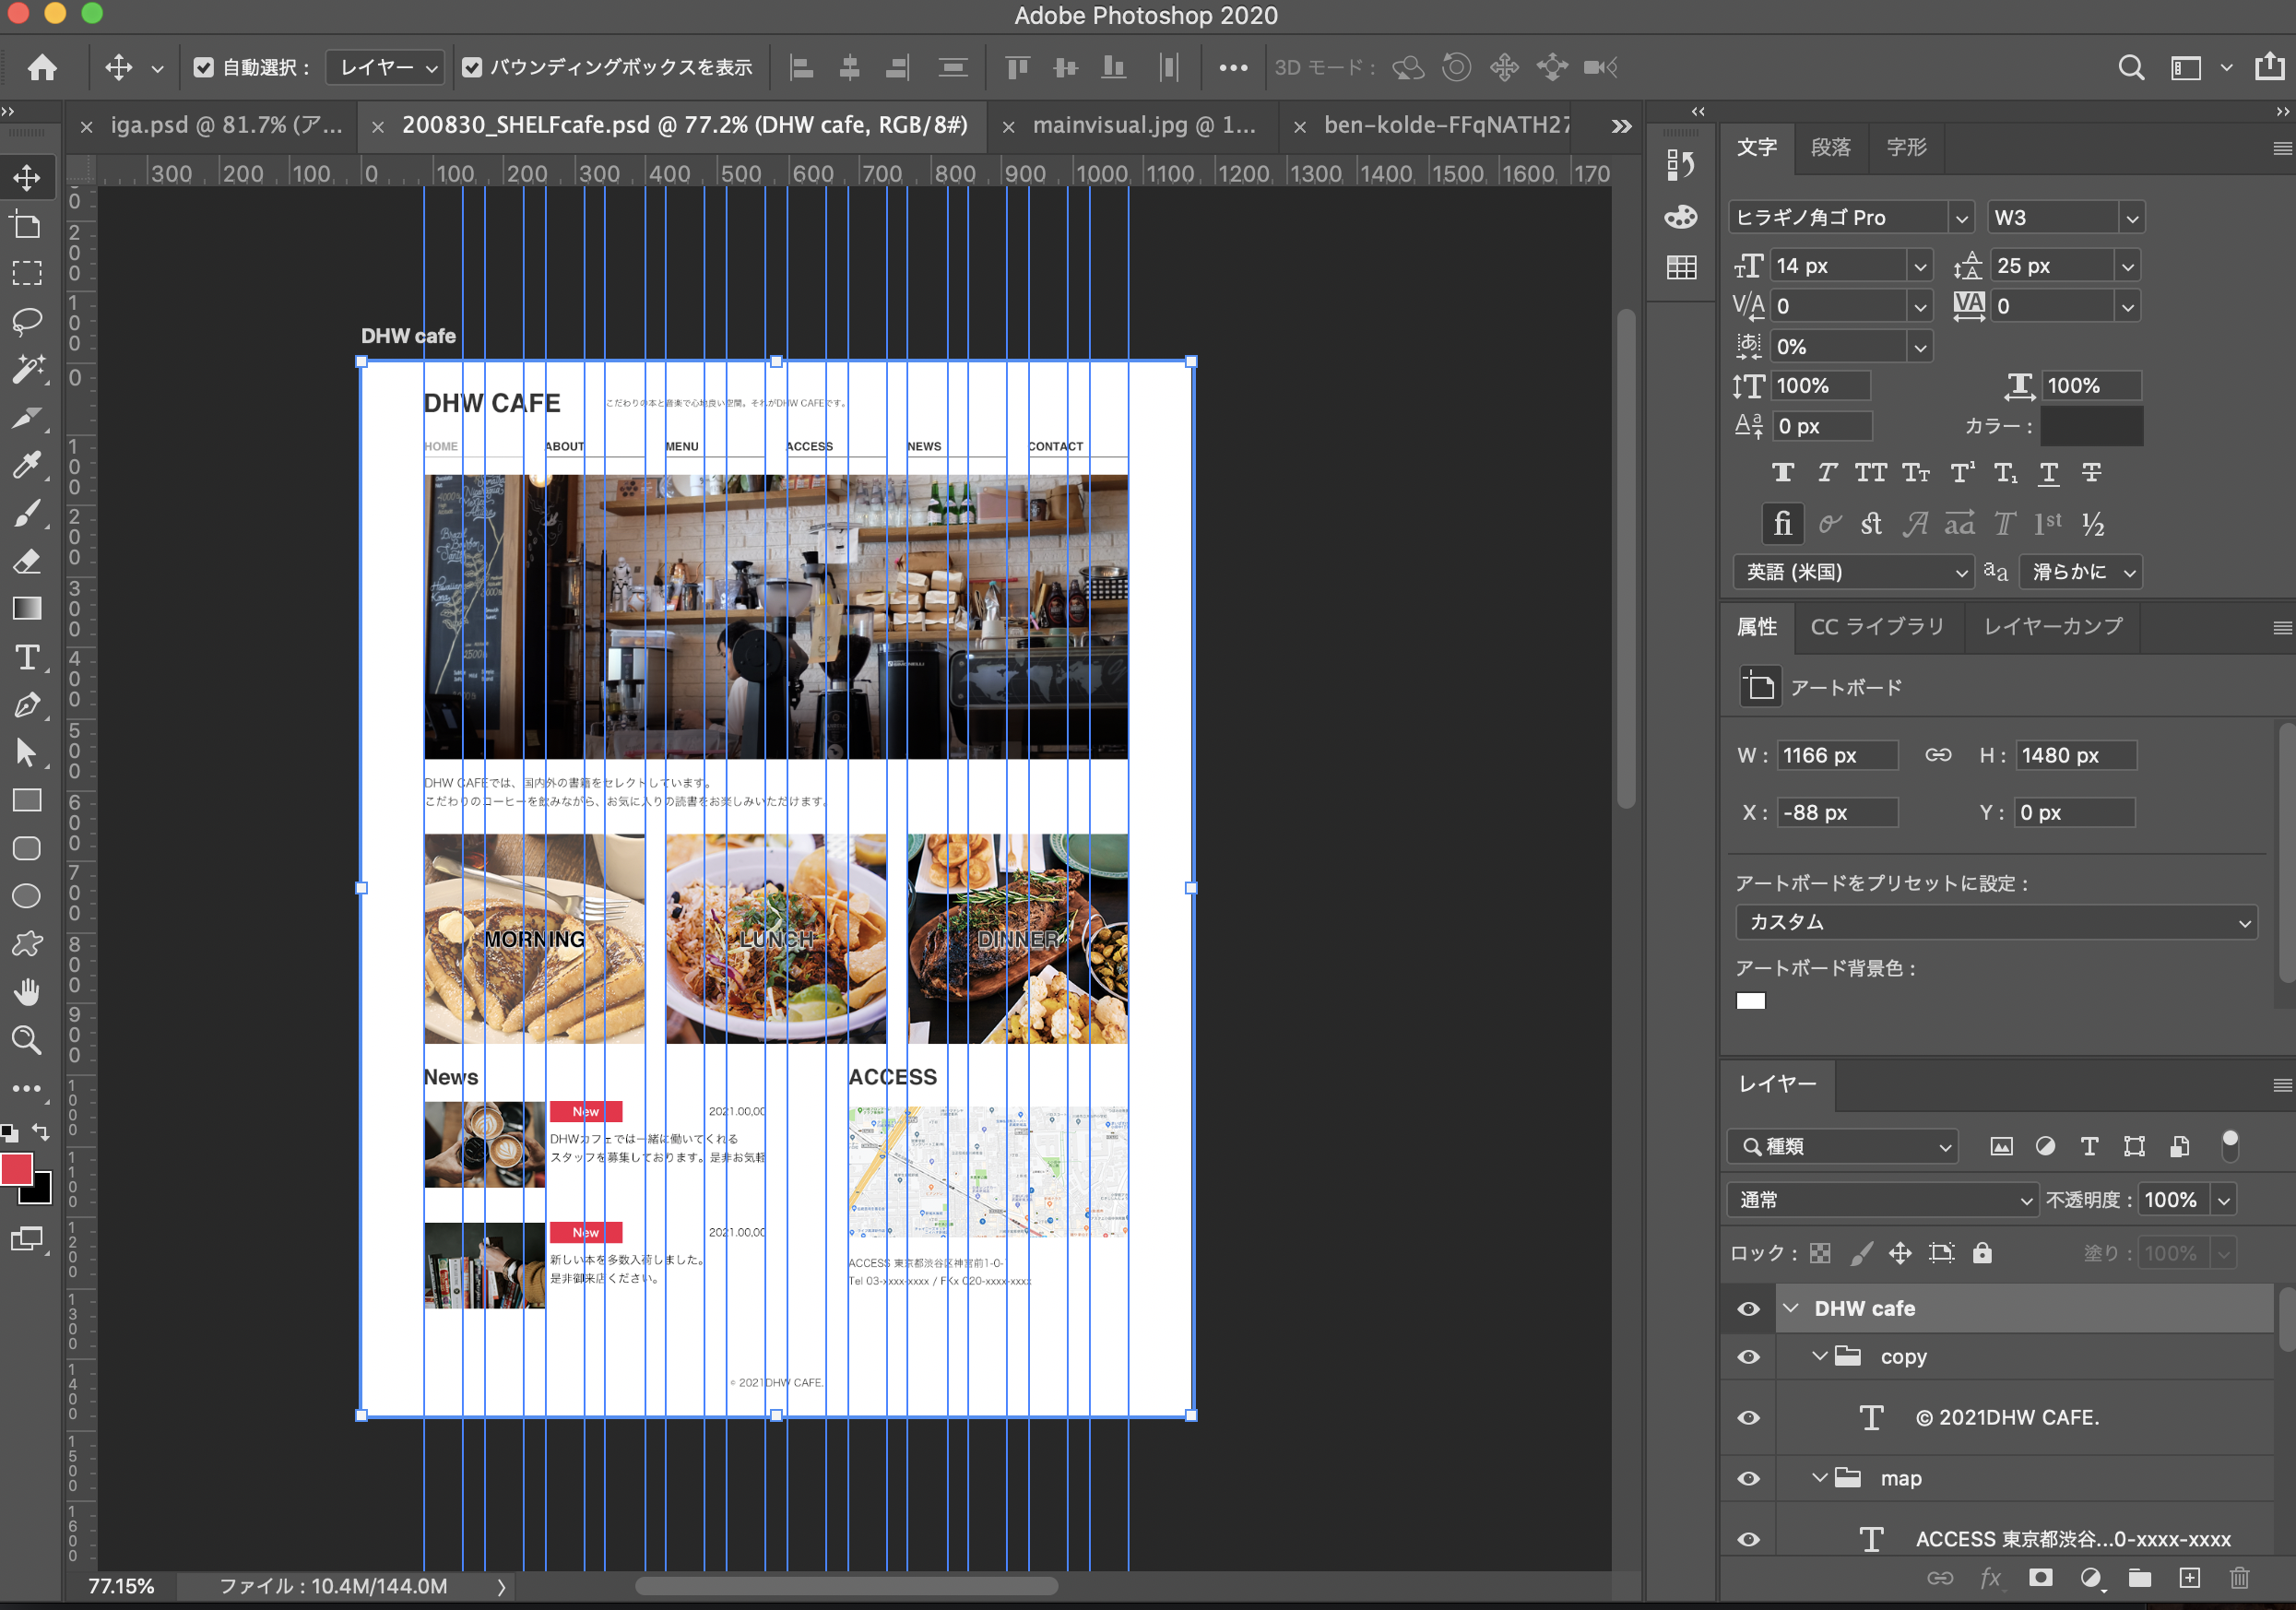 Adobe Photoshop 2020
自動選択：
レイヤー
バウンディングボックスを表示
3D モード：
iga.psd @ 81.7% (ア...
200830_SHELFcafe.psd @ 77.2% (DHW cafe, RGB/8#)
mainvisual.jpg @ 1...
ben-kolde-FFqNATH27
300 200 100 0 100 200 300 400 500 600 700 800 900 1000 1100 1200 1300 1400 1500 1600 170
DHW cafe
DHW CAFE
こだわりの本と音楽で心地良い空間。それがDHW CAFEです。
HOME ABOUT MENU ACCESS NEWS CONTACT
DHW CAFEでは、国内外の書籍をセレクトしています。
こだわりのコーヒーを飲みながら、お気に入りの読書をお楽しみいただけます。
MORNING LUNCH DINNER
News
New 2021.00.00
DHWカフェでは一緒に働いてくれる
スタッフを募集しております。是非お気軽
New 2021.00.00
新しい本を多数入荷しました。
是非御来店ください。
ACCESS
ACCESS 東京都渋谷区神宮前1-0-
Tel 03-xxxx-xxxx / FKx 020-xxxx-xxxx
© 2021DHW CAFE.
77.15%
ファイル : 10.4M/144.0M
文字 段落 字形
ヒラギノ角ゴ Pro W3
14 px 25 px
0 0
0%
100% 100%
0 px カラー：
英語 (米国) 滑らかに
属性 CC ライブラリ レイヤーカンプ
アートボード
W : 1166 px H : 1480 px
X : -88 px Y : 0 px
アートボードをプリセットに設定：
カスタム
アートボード背景色：
レイヤー
種類
通常 不透明度 : 100%
ロック： 塗り : 100%
DHW cafe
copy
© 2021DHW CAFE.
map
ACCESS 東京都渋谷...0-xxxx-xxxx